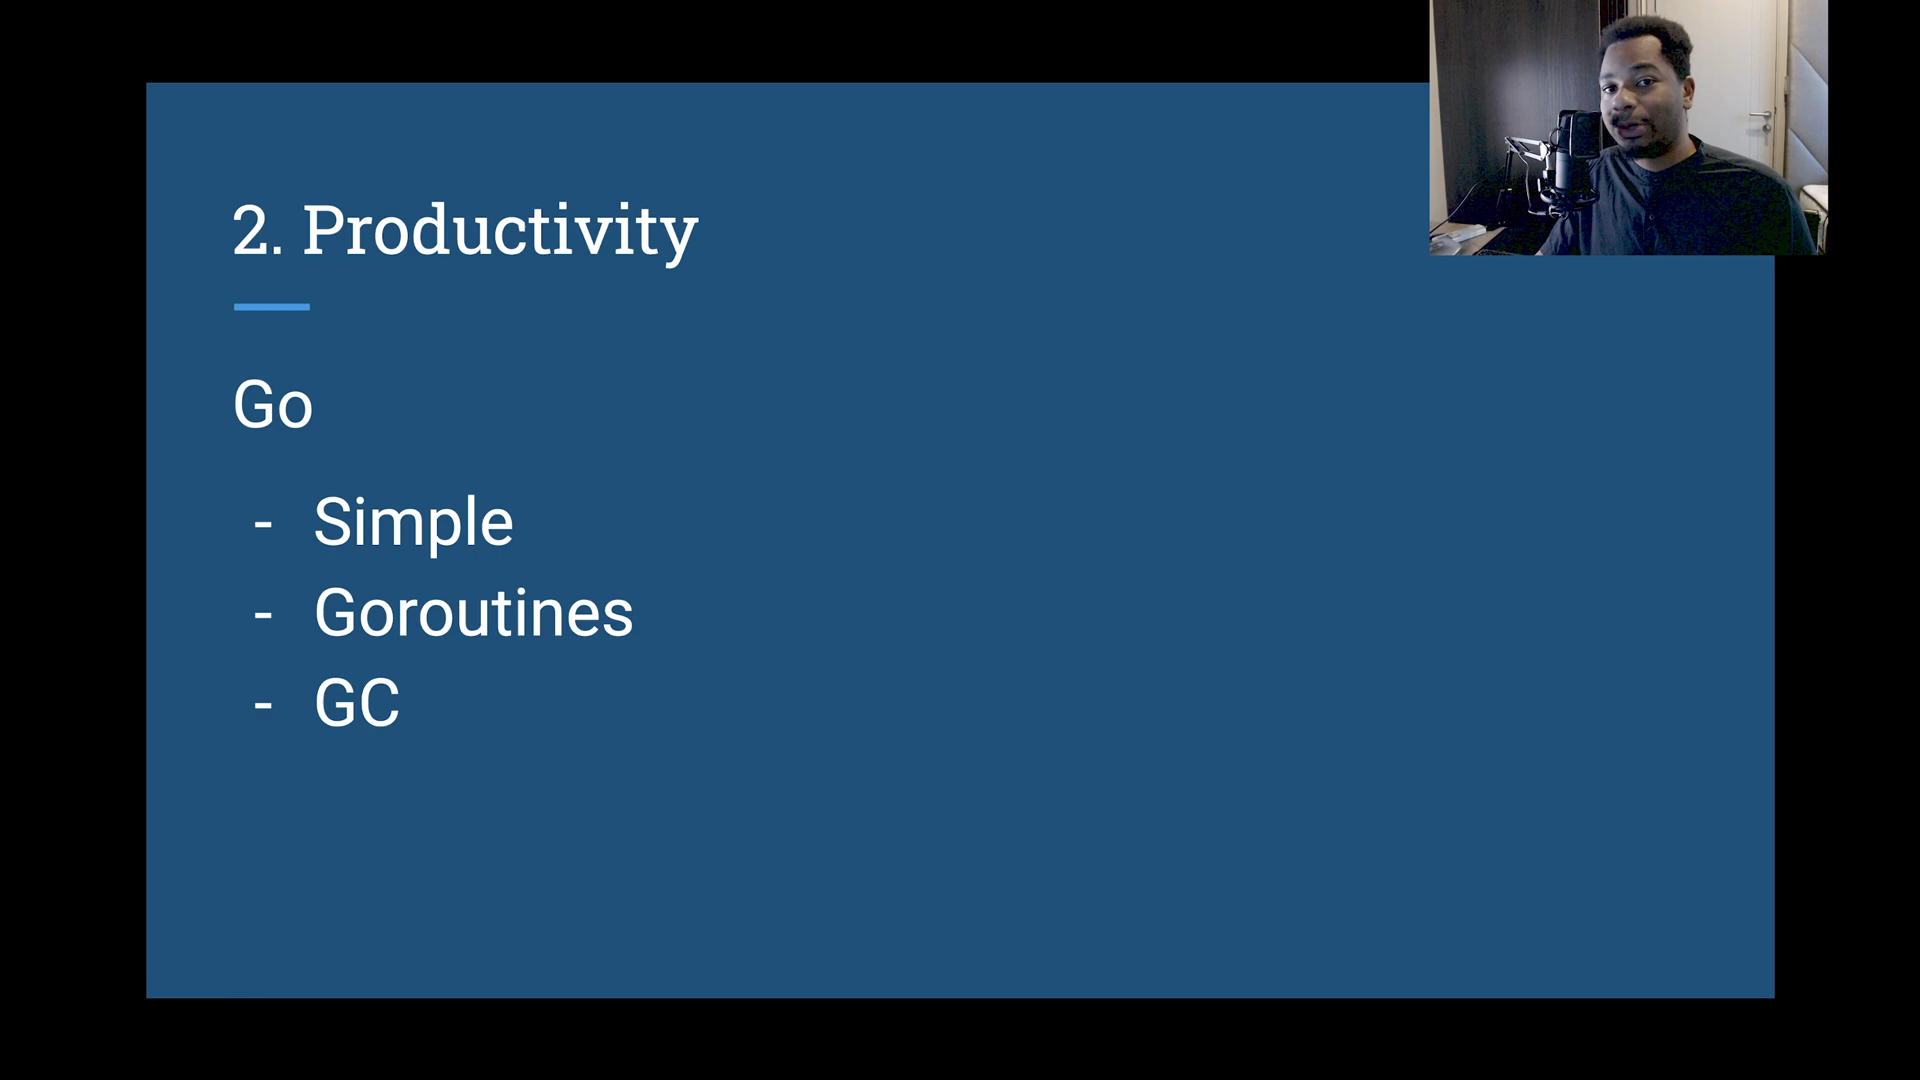 2. Productivity
Go
- Simple
- Goroutines
- GC